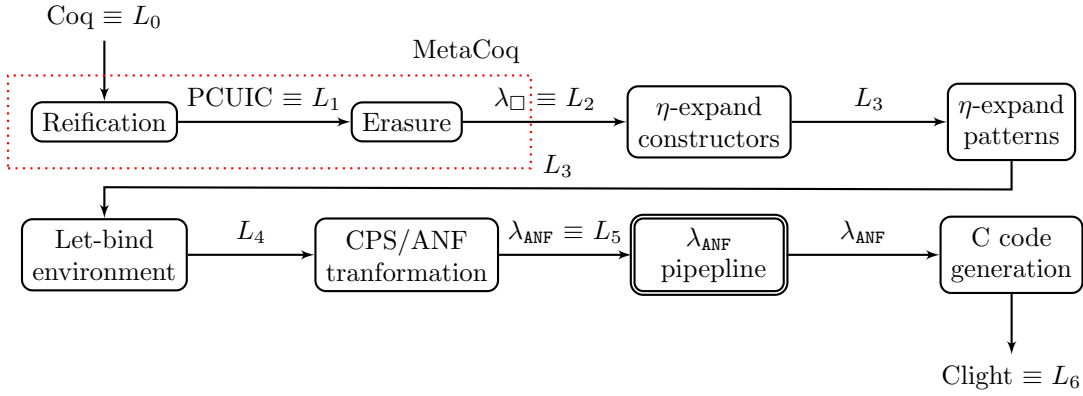 Coq ≡ L₀
MetaCoq
PCUIC ≡ L₁
λ□ ≡ L₂
L₃
Reification
Erasure
η-expand
constructors
η-expand
patterns
L₃
L₄
λANF ≡ L₅
λANF
Let-bind
environment
CPS/ANF
tranformation
λANF
pipepline
C code
generation
Clight ≡ L₆